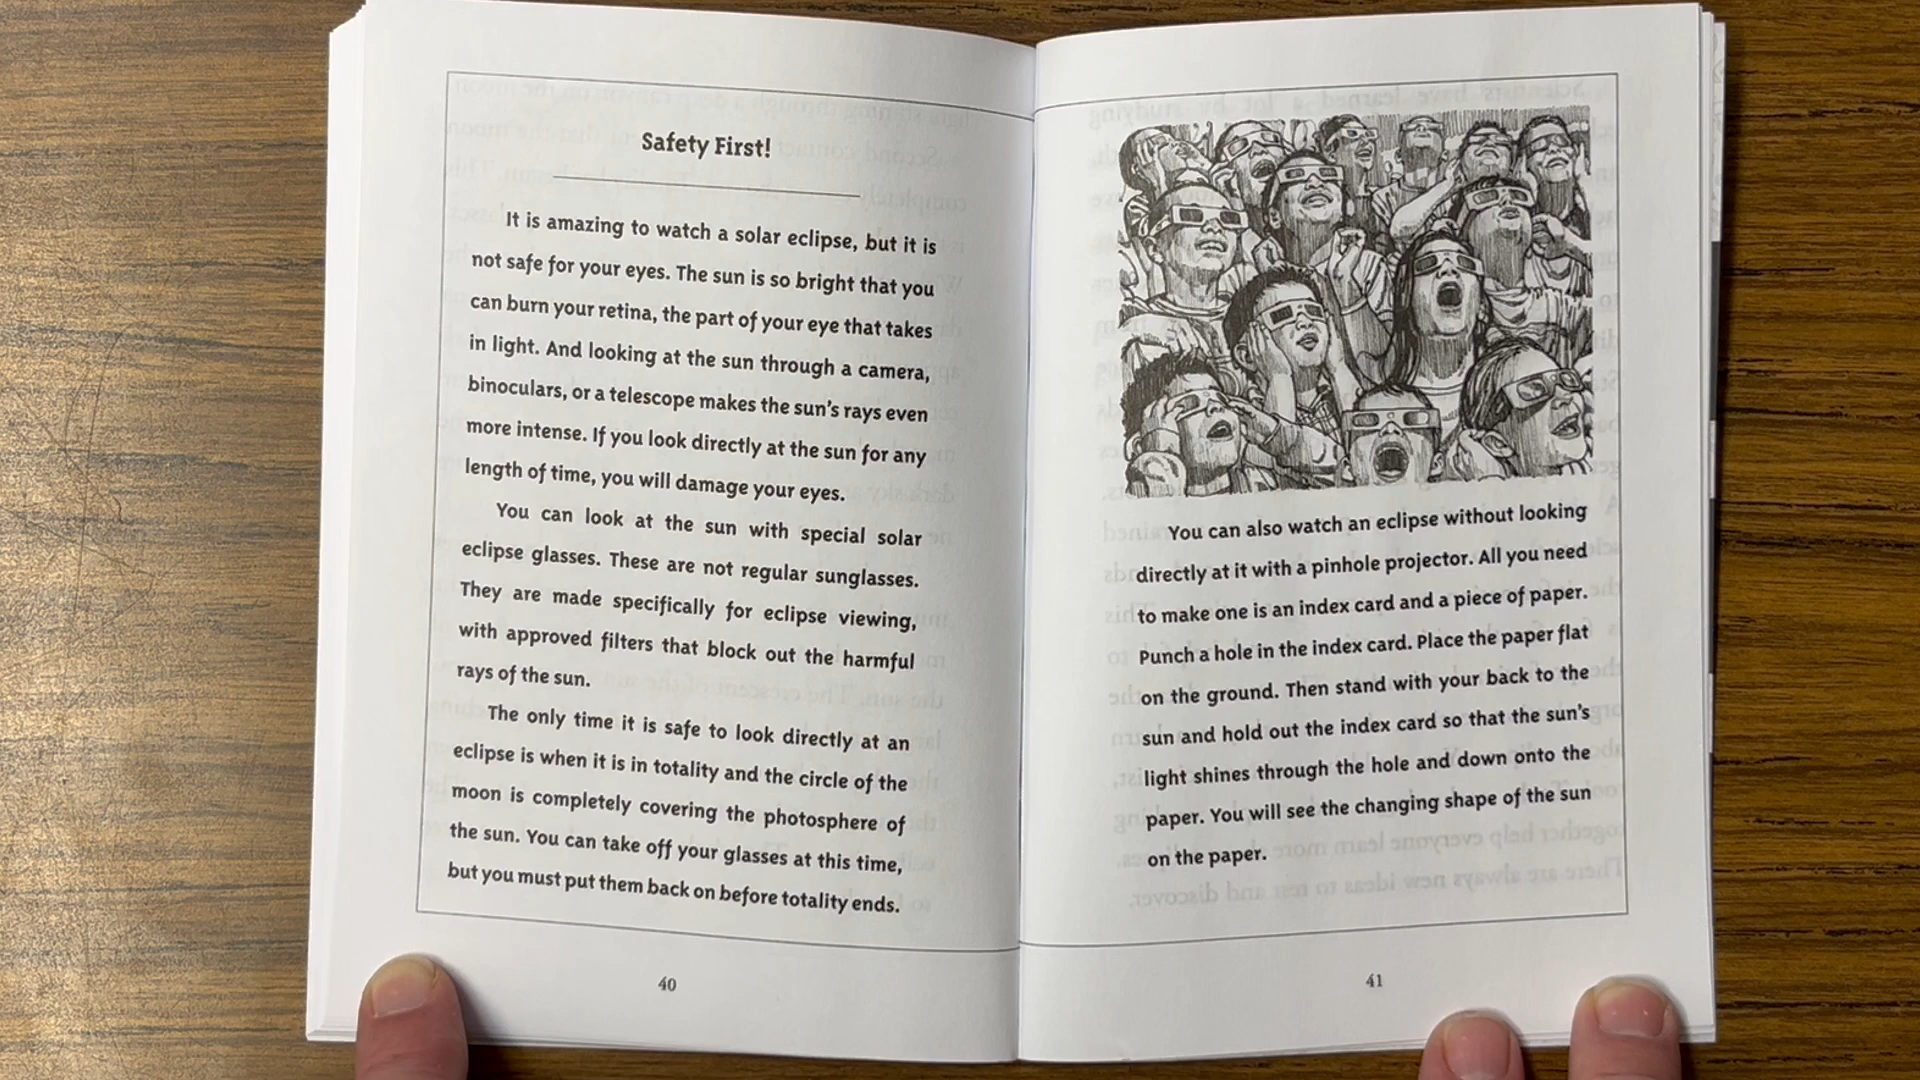 Safety First!
It is amazing to watch a solar eclipse, but it is
not safe for your eyes. The sun is so bright that you
can burn your retina, the part of your eye that takes
in light. And looking at the sun through a camera,
binoculars, or a telescope makes the sun's rays even
more intense. If you look directly at the sun for any
length of time, you will damage your eyes.
You can look at the sun with special solar
eclipse glasses. These are not regular sunglasses.
They are made specifically for eclipse viewing,
with approved filters that block out the harmful
rays of the sun.
The only time it is safe to look directly at an
eclipse is when it is in totality and the circle of the
moon is completely covering the photosphere of
the sun. You can take off your glasses at this time,
but you must put them back on before totality ends.
40
You can also watch an eclipse without looking
directly at it with a pinhole projector. All you need
to make one is an index card and a piece of paper.
Punch a hole in the index card. Place the paper flat
on the ground. Then stand with your back to the
sun and hold out the index card so that the sun's
light shines through the hole and down onto the
paper. You will see the changing shape of the sun
on the paper.
41